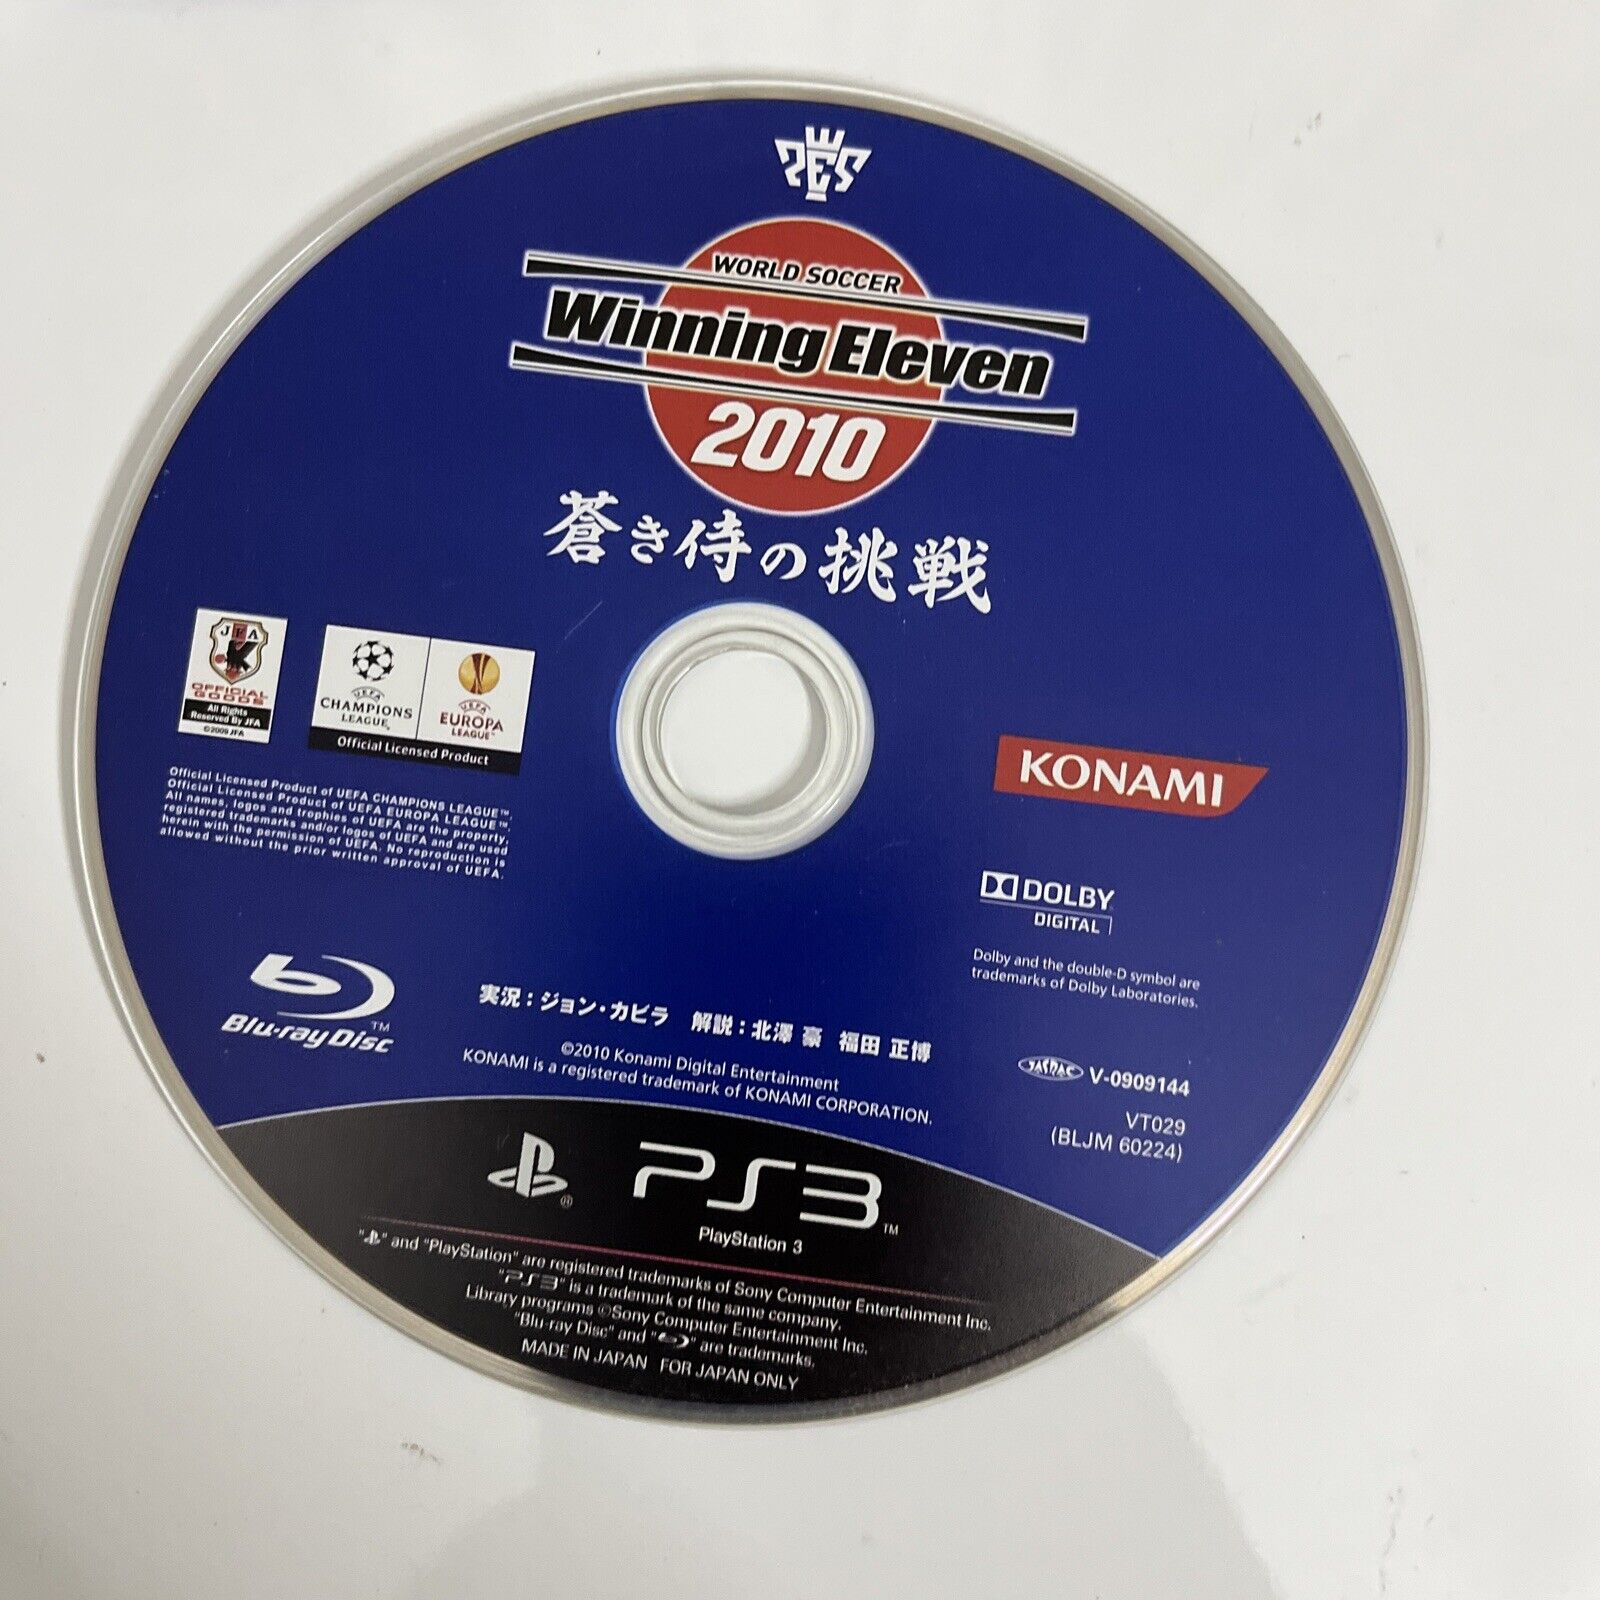 PES
WORLD SOCCER
Winning Eleven
2010
蒼き侍の挑戦
JFA
OFFICIAL
GOODS
All Rights
Reserved By JFA
©2009 JFA
UEFA
CHAMPIONS
LEAGUE™
UEFA
EUROPA
LEAGUE™
Official Licensed Product
Official Licensed Product of UEFA CHAMPIONS LEAGUE™.
Official Licensed Product of UEFA EUROPA LEAGUE™.
All names, logos and trophies of UEFA are the property,
registered trademarks and/or logos of UEFA and are used
herein with the permission of UEFA. No reproduction is
allowed without the prior written approval of UEFA.
KONAMI
DOLBY
DIGITAL
Dolby and the double-D symbol are
trademarks of Dolby Laboratories.
Blu-ray Disc™
実況：ジョン・カビラ 解説：北澤 豪 福田 正博
©2010 Konami Digital Entertainment
KONAMI is a registered trademark of KONAMI CORPORATION.
JASRAC V-0909144
VT029
(BLJM 60224)
® PS3™
PlayStation 3
" " and "PlayStation" are registered trademarks of Sony Computer Entertainment Inc.
"PS3" is a trademark of the same company.
Library programs ©Sony Computer Entertainment Inc.
"Blu-ray Disc" and " " are trademarks.
MADE IN JAPAN FOR JAPAN ONLY